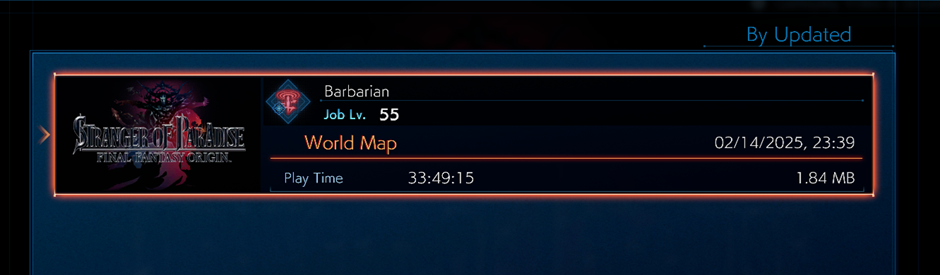 By Updated
STRANGER OF PARADISE
FINAL FANTASY ORIGIN
Barbarian
Job Lv. 55
World Map 02/14/2025, 23:39
Play Time 33:49:15 1.84 MB